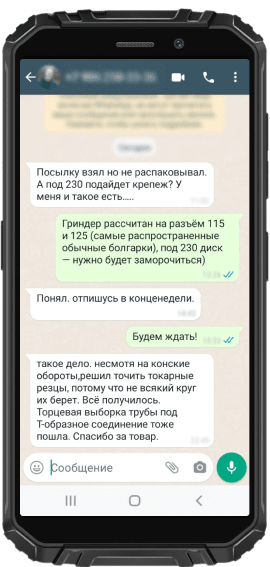 Посылку взял но не распаковывал.
А под 230 подайдет крепеж? У
меня и такое есть.....
Гриндер рассчитан на разъём 115
и 125 (самые распространенные
обычные болгарки), под 230 диск
— нужно будет заморочиться)
Понял. отпишусь в конценедели.
Будем ждать!
такое дело. несмотя на конские
обороты,решил точить токарные
резцы, потому что не всякий круг
их берет. Всё получилось.
Торцевая выборка трубы под
Т-образное соединение тоже
пошла. Спасибо за товар.
Сообщение